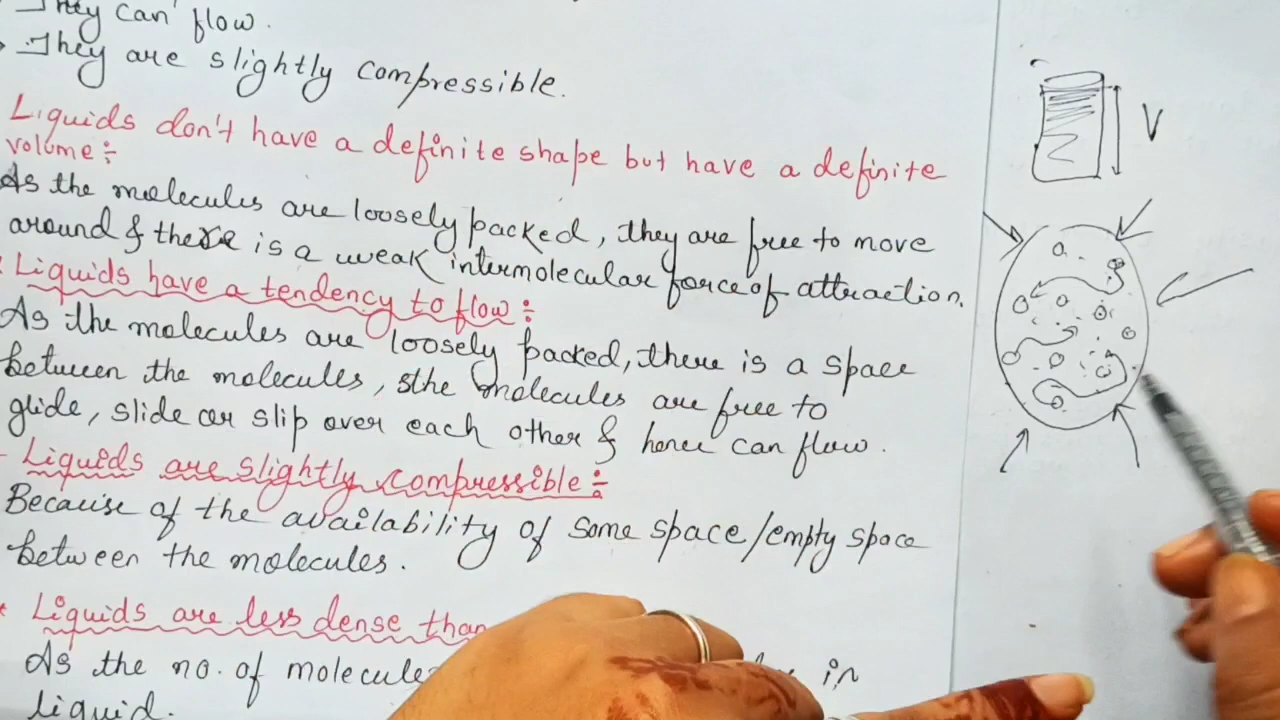 They can flow.
They are slightly compressible.
Liquids don't have a definite shape but have a definite
volume:
As the molecules are loosely packed, they are free to move
around & there is a weak intermolecular force of attraction.
Liquids have a tendency to flow:
As the molecules are loosely packed, there is a space
between the molecules, the molecules are free to
glide, slide or slip over each other & hence can flow.
Liquids are slightly compressible:
Because of the availability of some space/empty space
between the molecules.
Liquids are less dense than
As the no. of molecule
in
liquid.
V